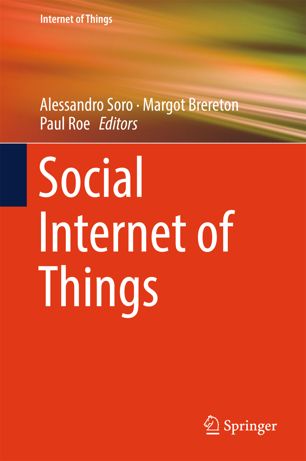 Internet of Things
Alessandro Soro · Margot Brereton
Paul Roe Editors
Social
Internet of
Things
Springer